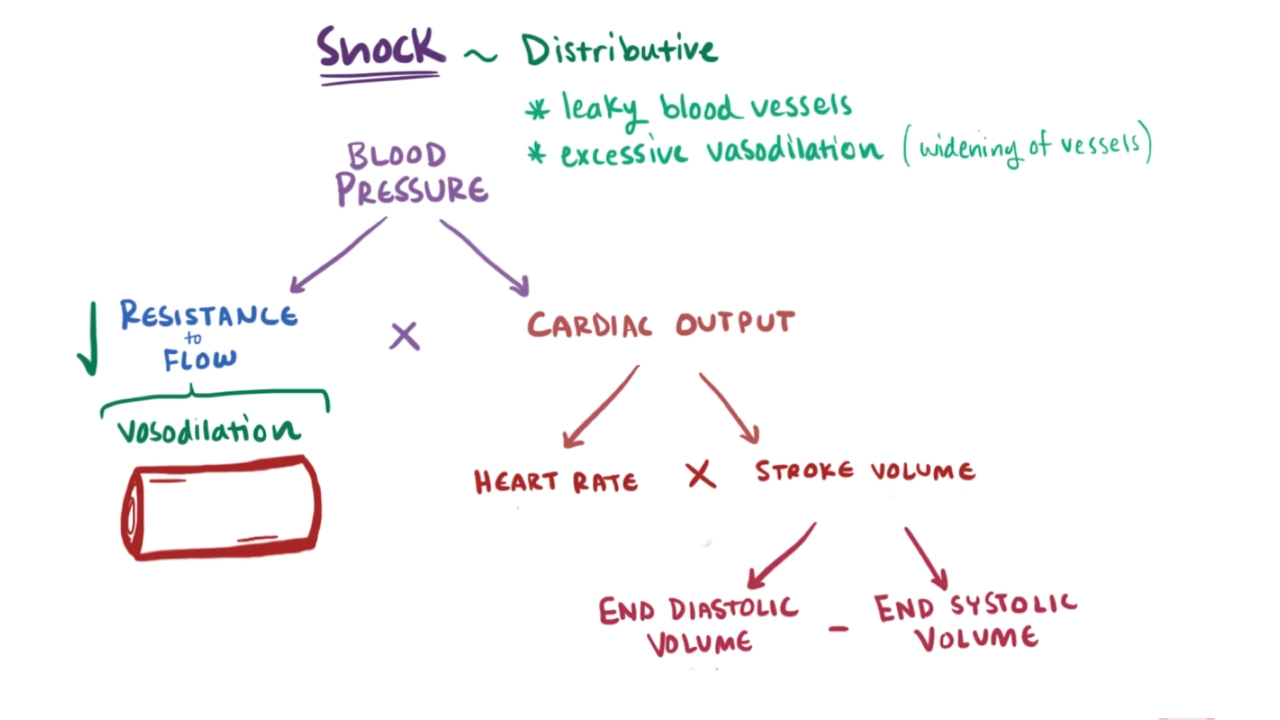 Shock ~ Distributive
* leaky blood vessels
* excessive vasodilation (widening of vessels)
BLOOD
PRESSURE
↓ RESISTANCE
to
FLOW
X
CARDIAC OUTPUT
vasodilation
HEART RATE X STROKE VOLUME
END DIASTOLIC
VOLUME
-
END SYSTOLIC
VOLUME